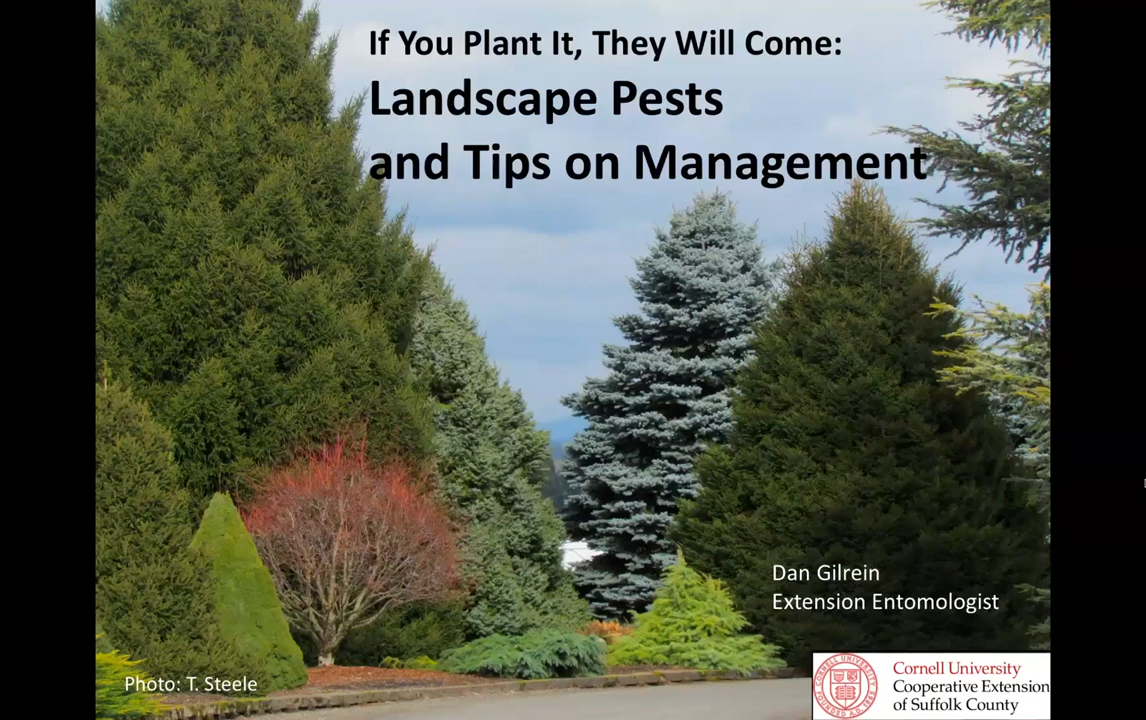 If You Plant It, They Will Come:
Landscape Pests
and Tips on Management
Dan Gilrein
Extension Entomologist
Photo: T. Steele
Cornell University
Cooperative Extension
of Suffolk County